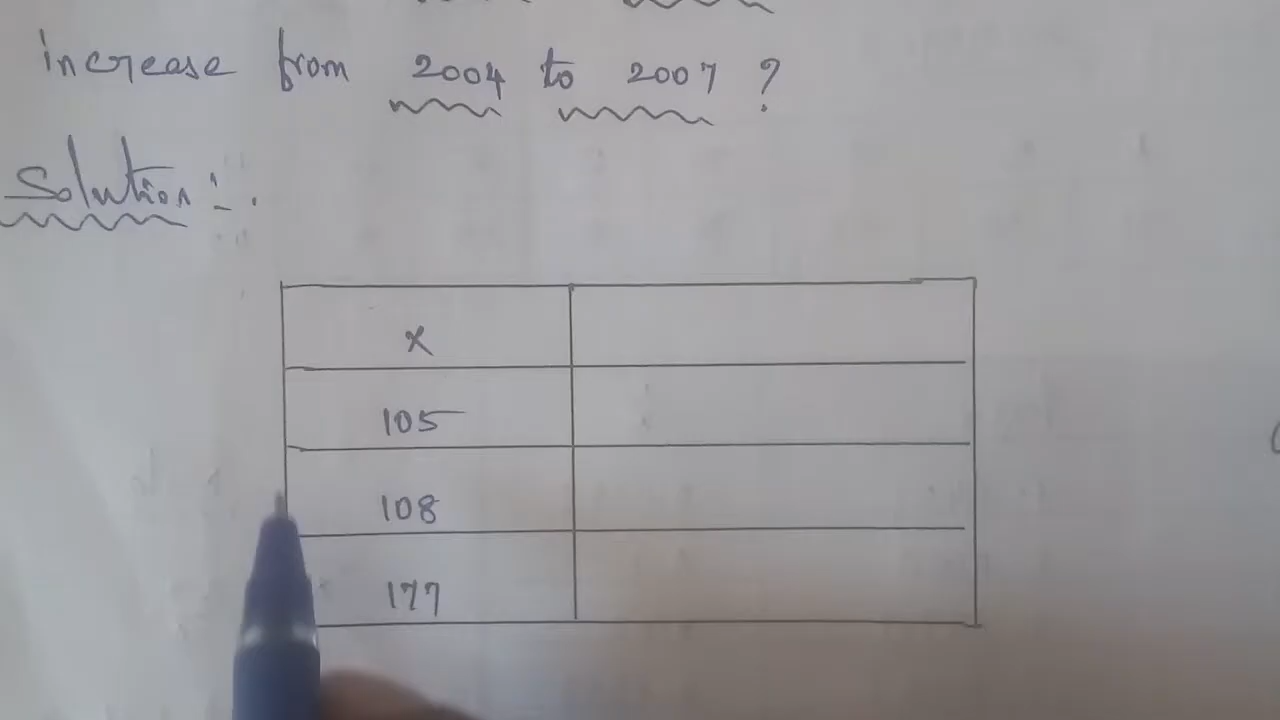 increase from 2004 to 2007 ?
Solution :- .
x
105
108
177